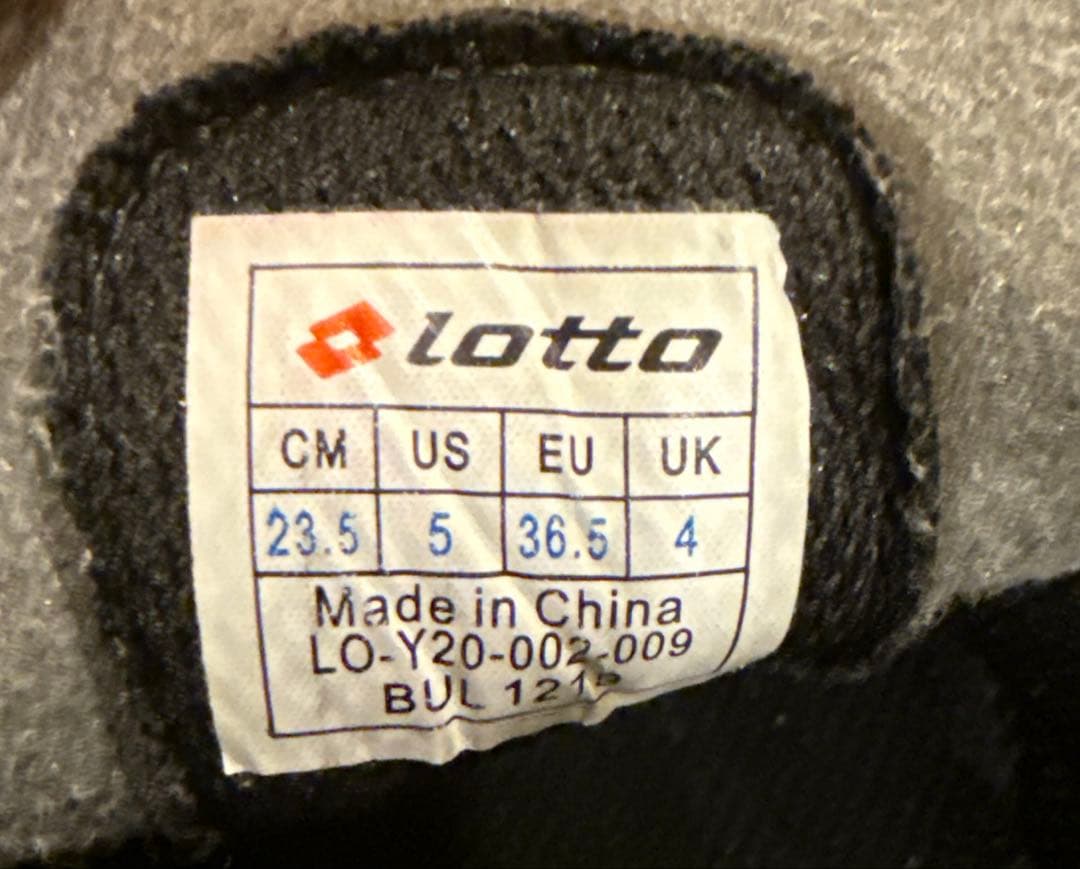 lotto
CM US EU UK
23.5 5 36.5 4
Made in China
LO-Y20-002-009
BUL